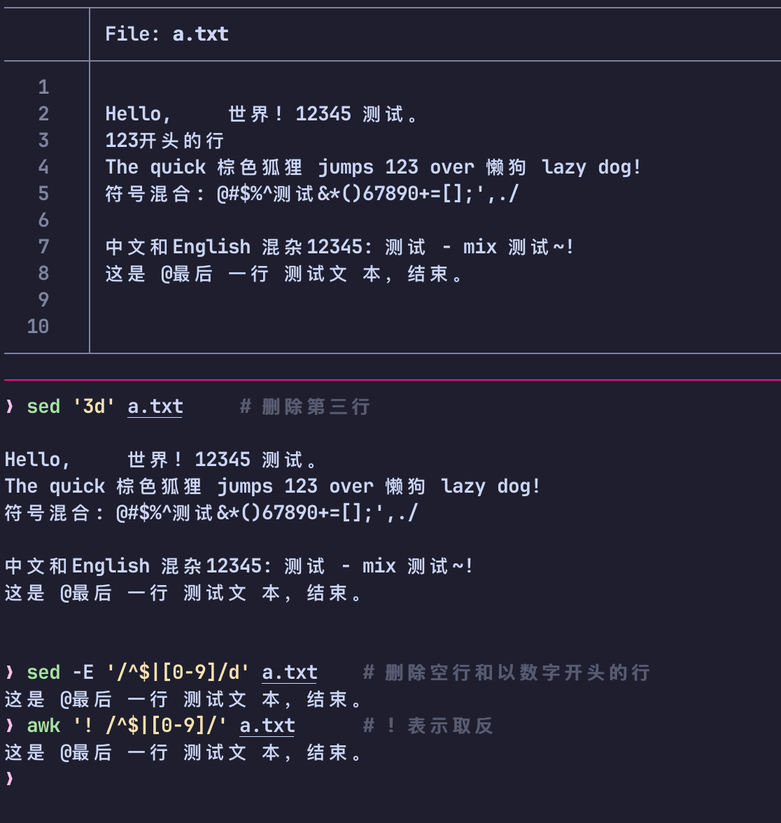 File: a.txt
1
2 Hello,     世界! 12345 测试。
3 123开头的行
4 The quick 棕色狐狸 jumps 123 over 懒狗 lazy dog!
5 符号混合: @#$%^测试&*()67890+=[];',./
6
7 中文和English 混杂12345: 测试 - mix 测试~!
8 这是 @最后 一行 测试文 本, 结束。
9
10
❯ sed '3d' a.txt     # 删除第三行
Hello,     世界! 12345 测试。
The quick 棕色狐狸 jumps 123 over 懒狗 lazy dog!
符号混合: @#$%^测试&*()67890+=[];',./
中文和English 混杂12345: 测试 - mix 测试~!
这是 @最后 一行 测试文 本, 结束。
❯ sed -E '/^$|[0-9]/d' a.txt    # 删除空行和以数字开头的行
这是 @最后 一行 测试文 本, 结束。
❯ awk '! /^$|[0-9]/' a.txt      # ! 表示取反
这是 @最后 一行 测试文 本, 结束。
❯